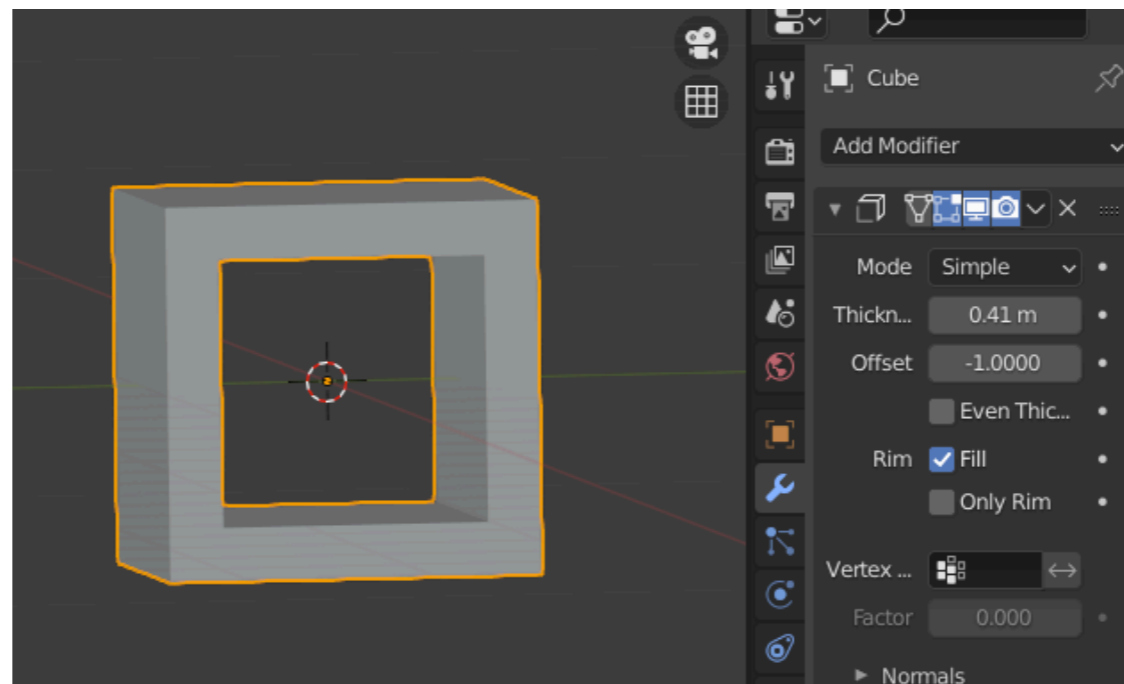 Cube
Add Modifier
Mode Simple
Thickn... 0.41 m
Offset -1.0000
Even Thic...
Rim Fill
Only Rim
Vertex ...
Factor 0.000
Normals